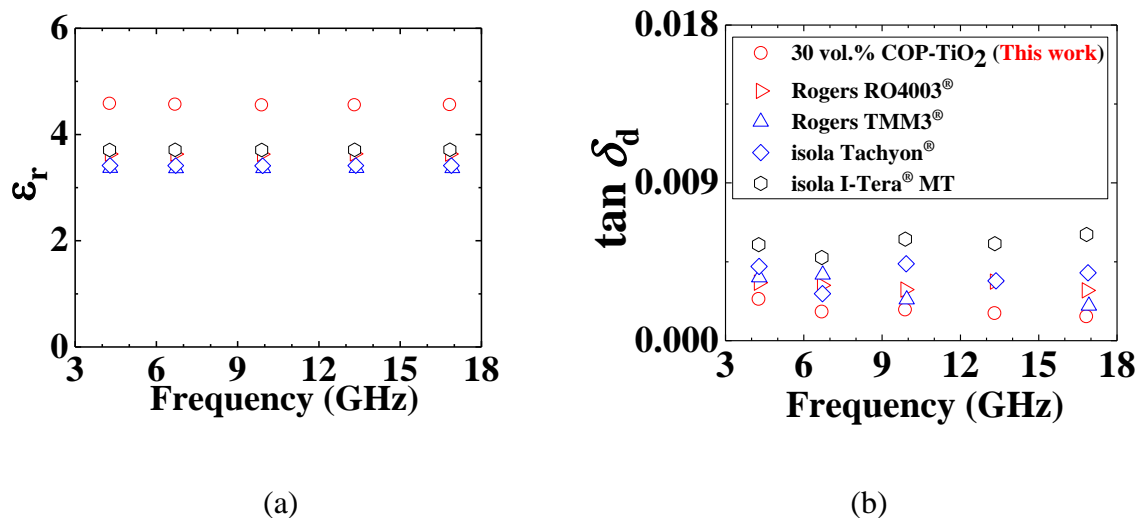 6
4
2
0
3 6 9 12 15 18
ε_r
Frequency (GHz)
(a)
0.018
0.009
0.000
3 6 9 12 15 18
tan δ_d
Frequency (GHz)
30 vol.% COP-TiO₂ (This work)
Rogers RO4003®
Rogers TMM3®
isola Tachyon®
isola I-Tera® MT
(b)